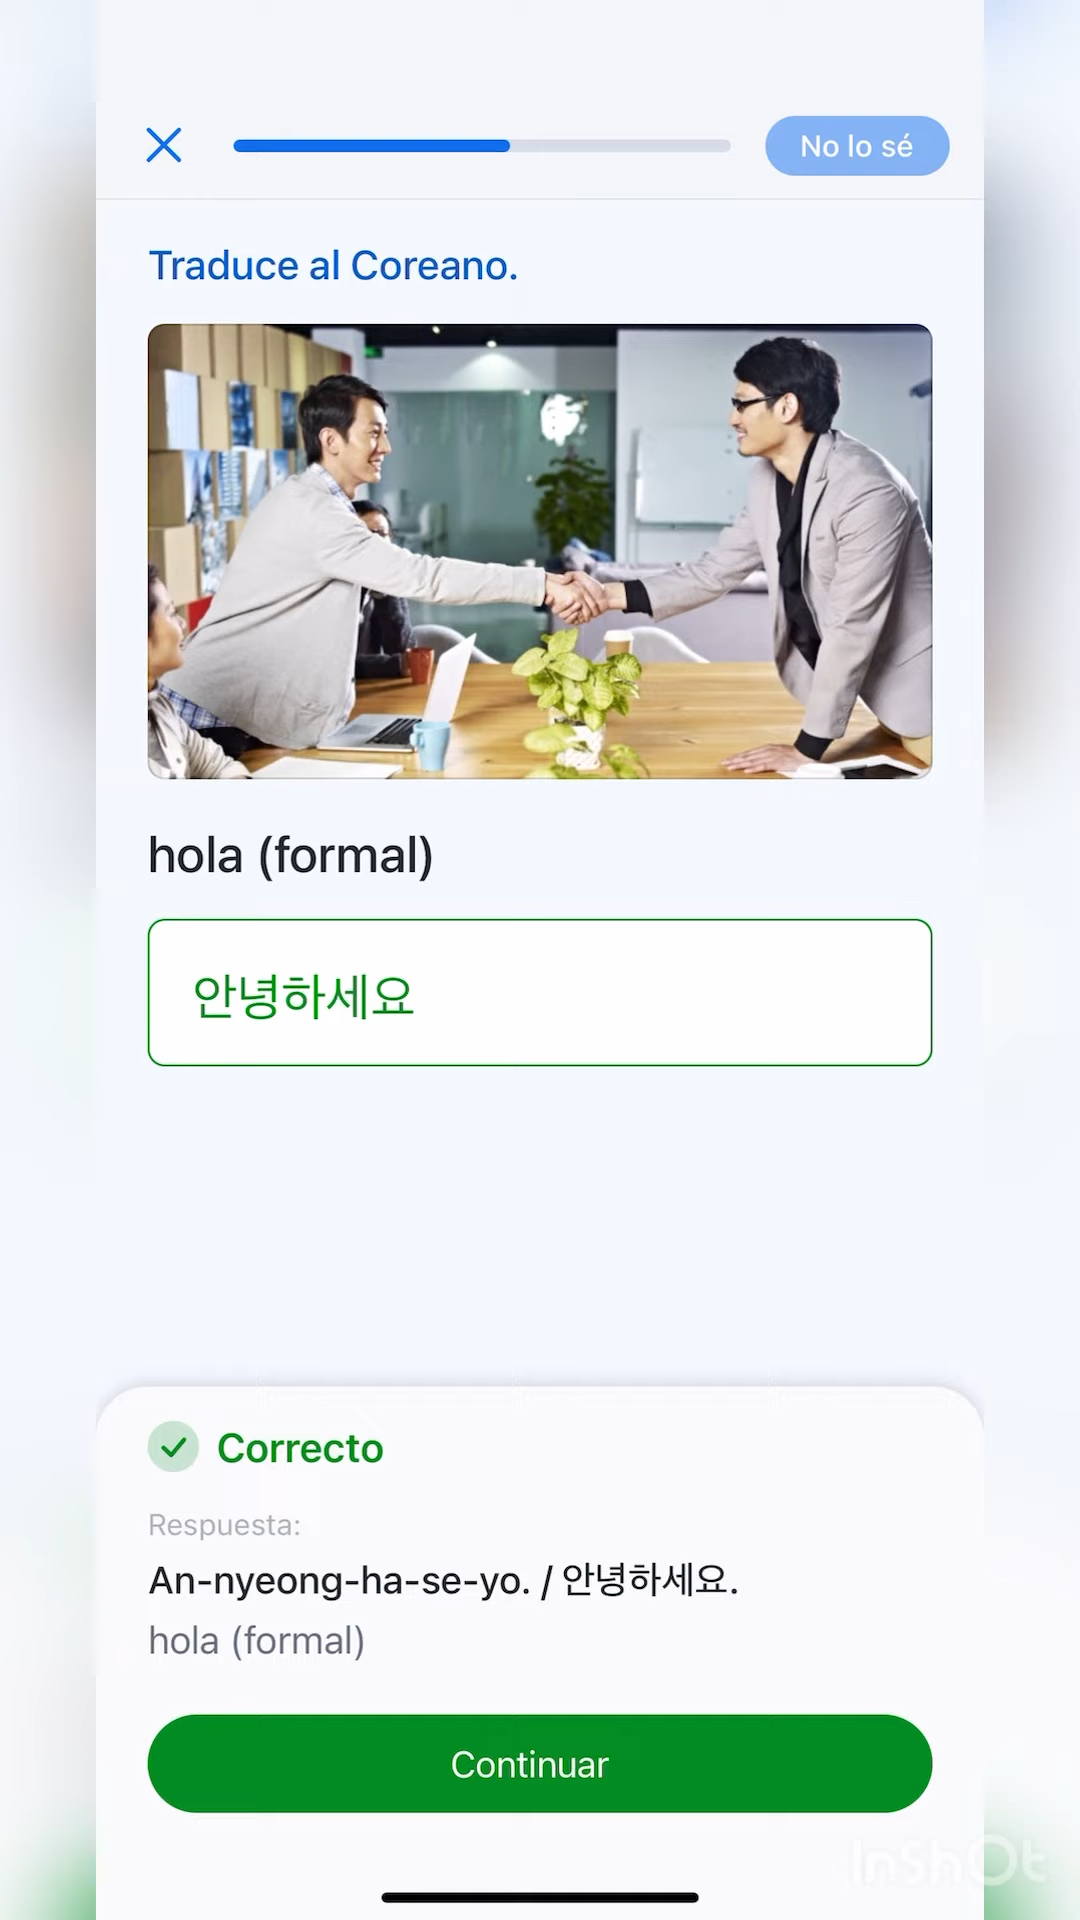 No lo sé
Traduce al Coreano.
hola (formal)
안녕하세요
Correcto
Respuesta:
An-nyeong-ha-se-yo. / 안녕하세요.
hola (formal)
Continuar
InShOt